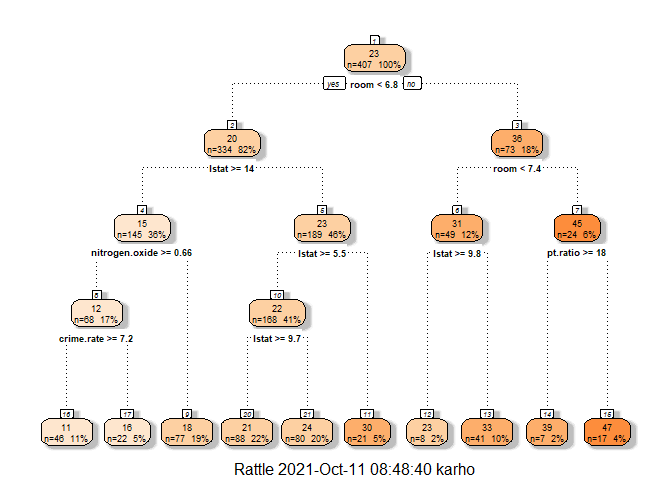 1
23
n=407 100%
yes room < 6.8 no
2
20
n=334 82%
3
36
n=73 18%
lstat >= 14
room < 7.4
4
15
n=145 36%
5
23
n=189 46%
6
31
n=49 12%
7
45
n=24 6%
nitrogen.oxide >= 0.66
lstat >= 5.5
lstat >= 9.8
pt.ratio >= 18
8
12
n=68 17%
10
22
n=168 41%
crime.rate >= 7.2
lstat >= 9.7
16
11
n=46 11%
17
16
n=22 5%
9
18
n=77 19%
20
21
n=88 22%
21
24
n=80 20%
11
30
n=21 5%
12
23
n=8 2%
13
33
n=41 10%
14
39
n=7 2%
15
47
n=17 4%
Rattle 2021-Oct-11 08:48:40 karho